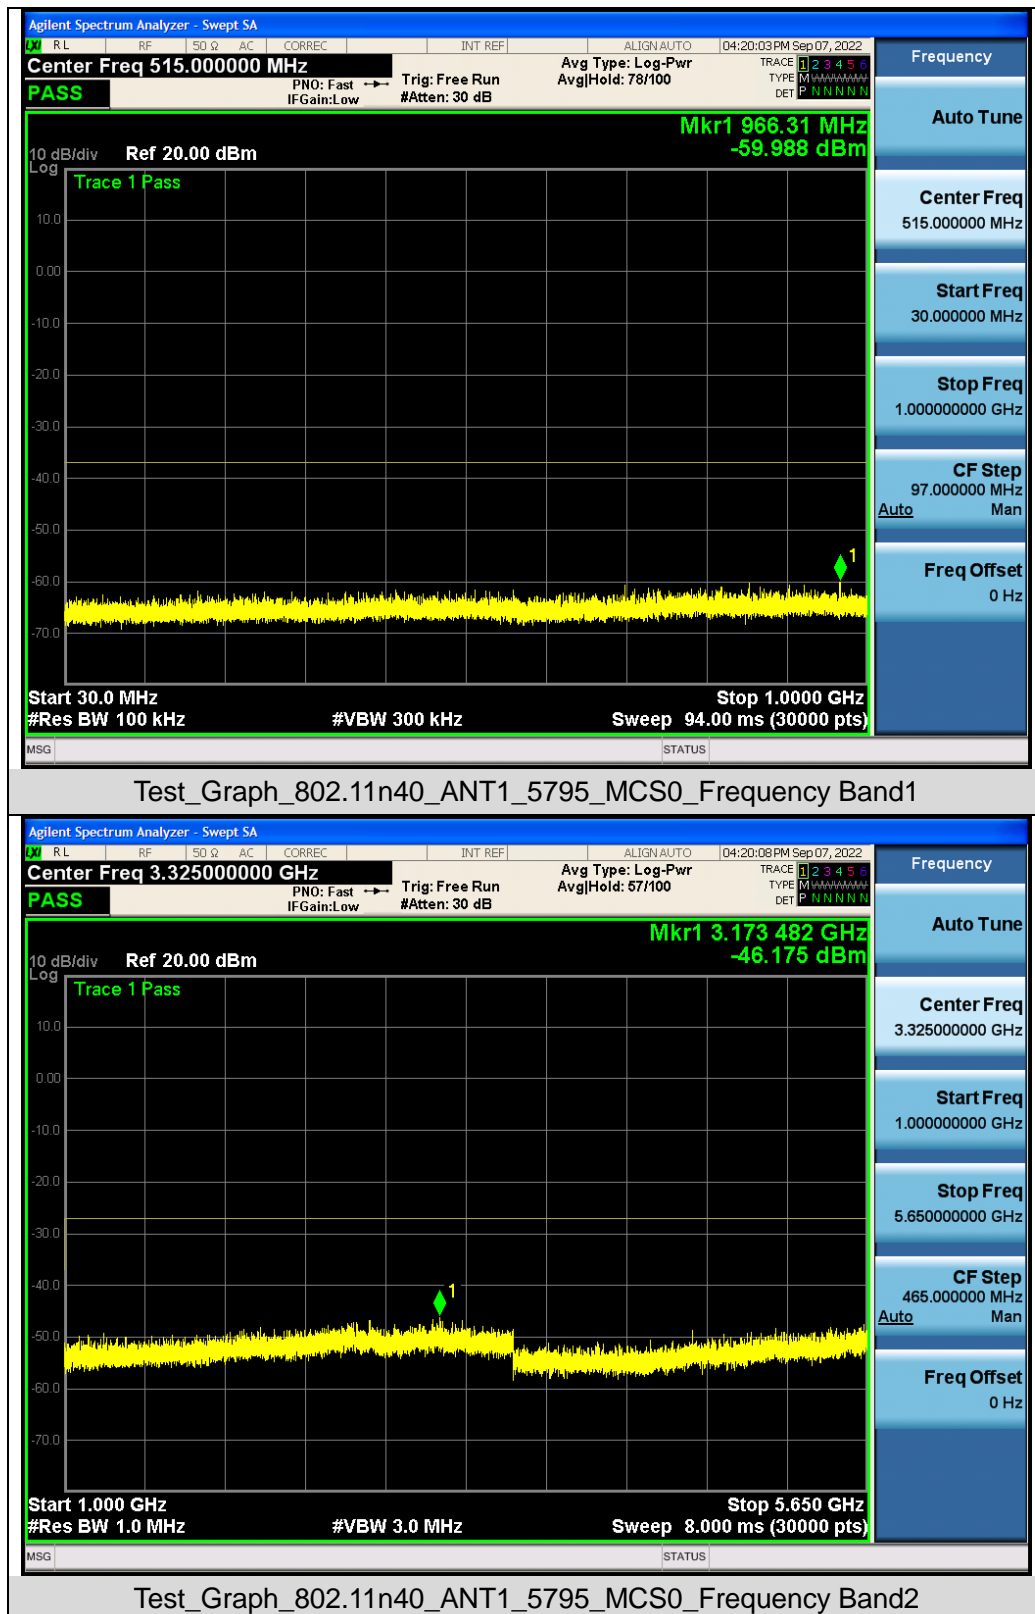 Agilent Spectrum Analyzer - Swept SA
LXI RL RF 50 Ω AC CORREC INT REF ALIGN AUTO 04:20:03 PM Sep 07, 2022
Center Freq 515.000000 MHz
PASS
PNO: Fast
IFGain:Low
Trig: Free Run
#Atten: 30 dB
Avg Type: Log-Pwr
Avg|Hold: 78/100
TRACE 1 2 3 4 5 6
TYPE M WWWWW
DET P N N N N N
Mkr1 966.31 MHz
-59.988 dBm
10 dB/div
Log
Ref 20.00 dBm
Trace 1 Pass
10.0
0.00
-10.0
-20.0
-30.0
-40.0
-50.0
-60.0
-70.0
1
Start 30.0 MHz
Stop 1.0000 GHz
#Res BW 100 kHz
#VBW 300 kHz
Sweep 94.00 ms (30000 pts)
MSG
STATUS
Frequency
Auto Tune
Center Freq
515.000000 MHz
Start Freq
30.000000 MHz
Stop Freq
1.000000000 GHz
CF Step
97.000000 MHz
Auto Man
Freq Offset
0 Hz
Test_Graph_802.11n40_ANT1_5795_MCS0_Frequency Band1
Agilent Spectrum Analyzer - Swept SA
LXI RL RF 50 Ω AC CORREC INT REF ALIGN AUTO 04:20:08 PM Sep 07, 2022
Center Freq 3.325000000 GHz
PASS
PNO: Fast
IFGain:Low
Trig: Free Run
#Atten: 30 dB
Avg Type: Log-Pwr
Avg|Hold: 57/100
TRACE 1 2 3 4 5 6
TYPE M WWWWW
DET P N N N N N
Mkr1 3.173 482 GHz
-46.175 dBm
10 dB/div
Log
Ref 20.00 dBm
Trace 1 Pass
10.0
0.00
-10.0
-20.0
-30.0
-40.0
-50.0
-60.0
-70.0
1
Start 1.000 GHz
Stop 5.650 GHz
#Res BW 1.0 MHz
#VBW 3.0 MHz
Sweep 8.000 ms (30000 pts)
MSG
STATUS
Frequency
Auto Tune
Center Freq
3.325000000 GHz
Start Freq
1.000000000 GHz
Stop Freq
5.650000000 GHz
CF Step
465.000000 MHz
Auto Man
Freq Offset
0 Hz
Test_Graph_802.11n40_ANT1_5795_MCS0_Frequency Band2